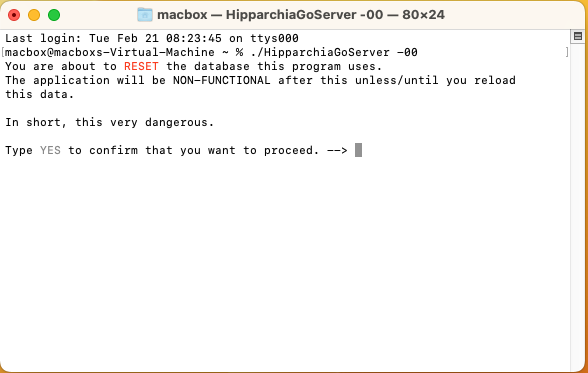 macbox — HipparchiaGoServer -00 — 80×24
Last login: Tue Feb 21 08:23:45 on ttys000
[macbox@macboxs-Virtual-Machine ~ % ./HipparchiaGoServer -00 ]
You are about to RESET the database this program uses.
The application will be NON-FUNCTIONAL after this unless/until you reload
this data.
In short, this very dangerous.
Type YES to confirm that you want to proceed. -->